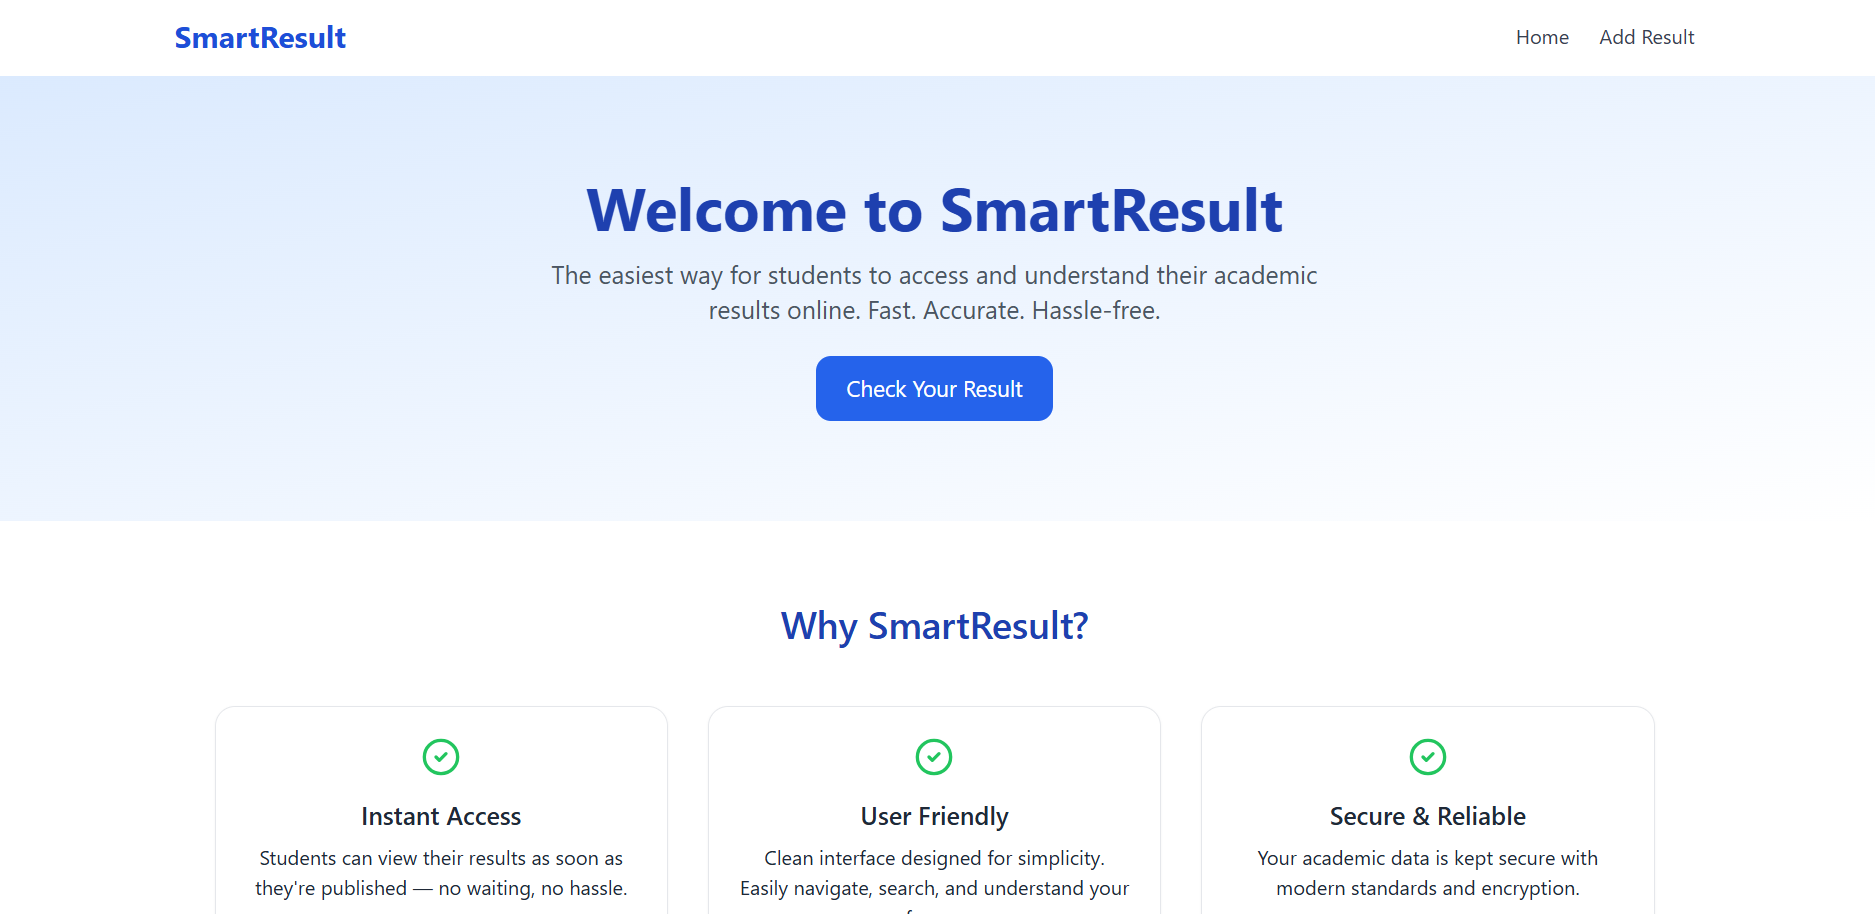 SmartResult
Home
Add Result
Welcome to SmartResult
The easiest way for students to access and understand their academic
results online. Fast. Accurate. Hassle-free.
Check Your Result
Why SmartResult?
Instant Access
Students can view their results as soon as
they're published — no waiting, no hassle.
User Friendly
Clean interface designed for simplicity.
Easily navigate, search, and understand your
Secure & Reliable
Your academic data is kept secure with
modern standards and encryption.